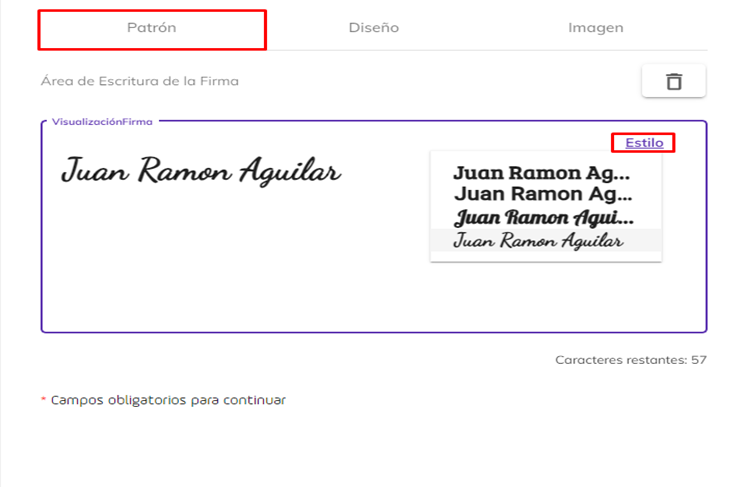 Patrón
Diseño
Imagen
Área de Escritura de la Firma
VisualizaciónFirma
Estilo
Juan Ramon Aguilar
Juan Ramon Ag...
Juan Ramon Ag...
Juan Ramon Agui...
Juan Ramon Aguilar
Caracteres restantes: 57
* Campos obligatorios para continuar